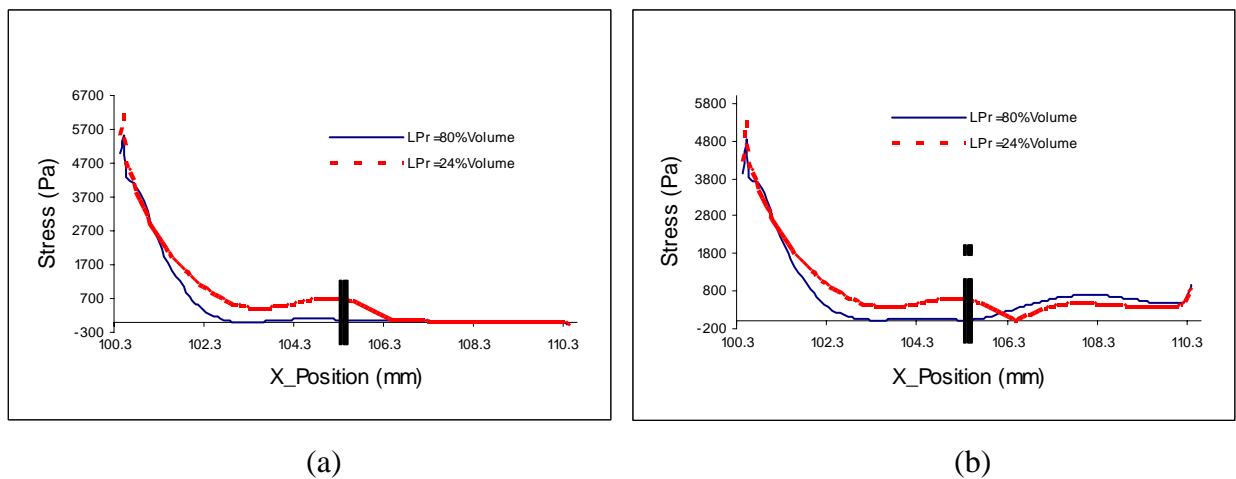 6700
5700
4700
3700
2700
1700
700
-300
Stress (Pa)
LPr =80%Volume
LPr =24%Volume
100.3 102.3 104.3 106.3 108.3 110.3
X_Position (mm)
(a)
5800
4800
3800
2800
1800
800
-200
Stress (Pa)
LPr=80%Volume
LPr=24%Volume
100.3 102.3 104.3 106.3 108.3 110.3
X_Position (mm)
(b)